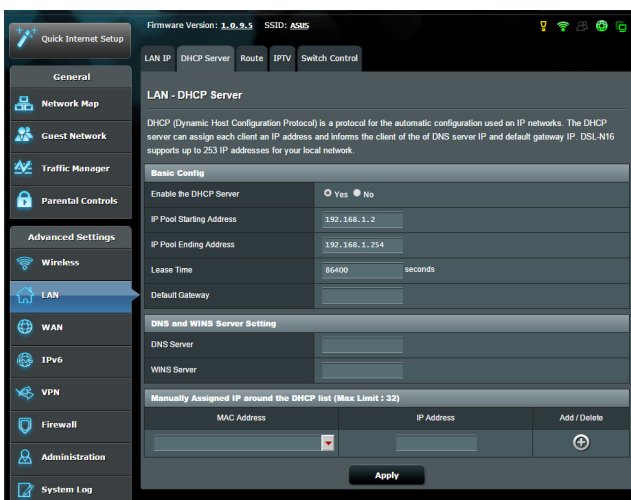 Quick Internet Setup
General
Network Map
Guest Network
Traffic Manager
Parental Controls
Advanced Settings
Wireless
LAN
WAN
IPv6
VPN
Firewall
Administration
System Log
Firmware Version: 1.0.9.5 SSID: ASUS
LAN IP
DHCP Server
Route
IPTV
Switch Control
LAN - DHCP Server
DHCP (Dynamic Host Configuration Protocol) is a protocol for the automatic configuration used on IP networks. The DHCP
server can assign each client an IP address and informs the client of the of DNS server IP and default gateway IP. DSL-N16
supports up to 253 IP addresses for your local network.
Basic Config
Enable the DHCP Server Yes No
IP Pool Starting Address 192.168.1.2
IP Pool Ending Address 192.168.1.254
Lease Time 86400 seconds
Default Gateway
DNS and WINS Server Setting
DNS Server
WINS Server
Manually Assigned IP around the DHCP list (Max Limit : 32)
MAC Address IP Address Add / Delete
Apply